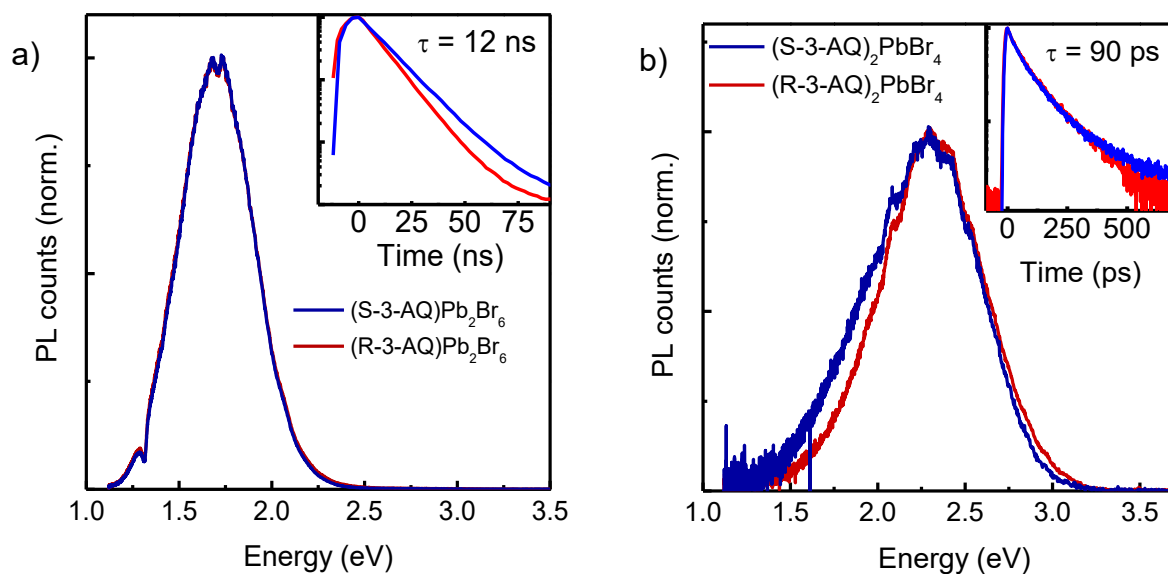 a)
PL counts (norm.)
τ = 12 ns
0 25 50 75
Time (ns)
(S-3-AQ)Pb₂Br₆
(R-3-AQ)Pb₂Br₆
1.0 1.5 2.0 2.5 3.0 3.5
Energy (eV)
b)
PL counts (norm.)
(S-3-AQ)₂PbBr₄
(R-3-AQ)₂PbBr₄
τ = 90 ps
0 250 500
Time (ps)
1.0 1.5 2.0 2.5 3.0 3.5
Energy (eV)